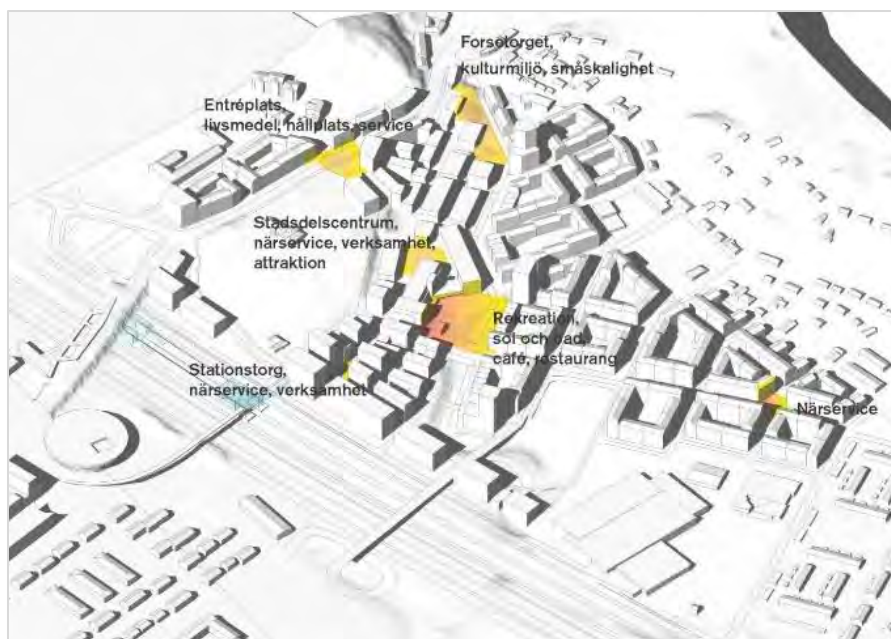 Forsetorget,
kulturmiljö, småskalighet
Entréplats,
livsmedel, hållplats, service
Stadsdelscentrum,
närservice, verksamhet,
attraktion
Rekreation,
sol och bad,
café, restaurang
Stationstorg,
närservice, verksamhet
Närservice